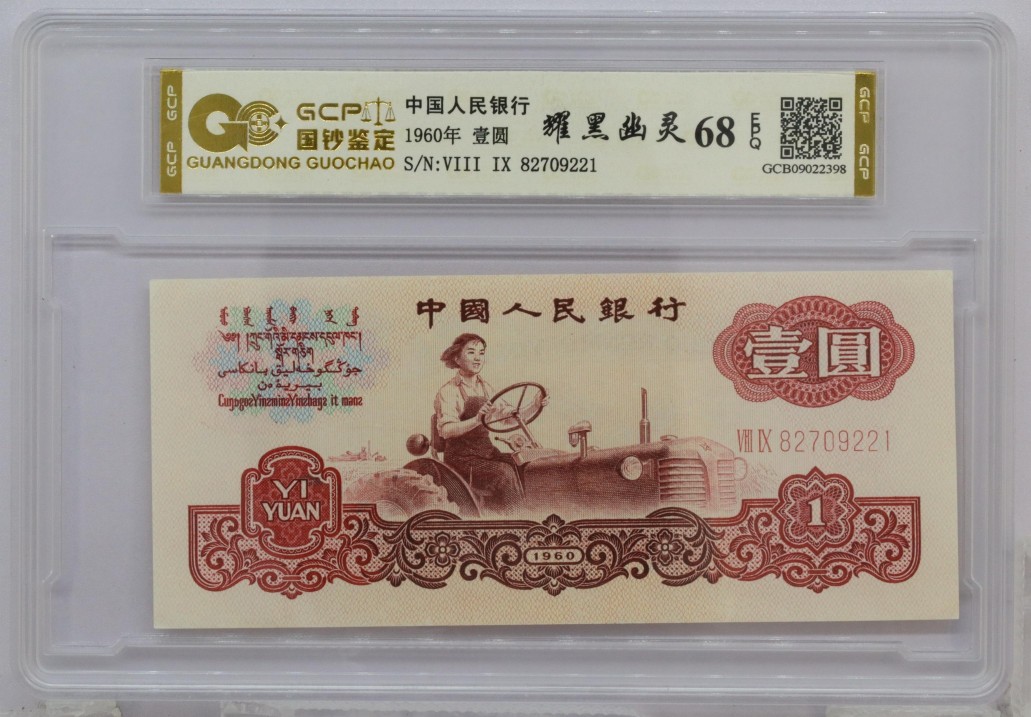 GCP
GCP
GCP
国钞鉴定
GUANGDONG GUOCHAO
中国人民银行
1960年 壹圆
S/N:VIII IX 82709221
耀黑幽灵 68 EPQ
GCB09022398
GCP
GCP
中國人民銀行
壹圓
VIII IX 82709221
YI
YUAN
1960
1